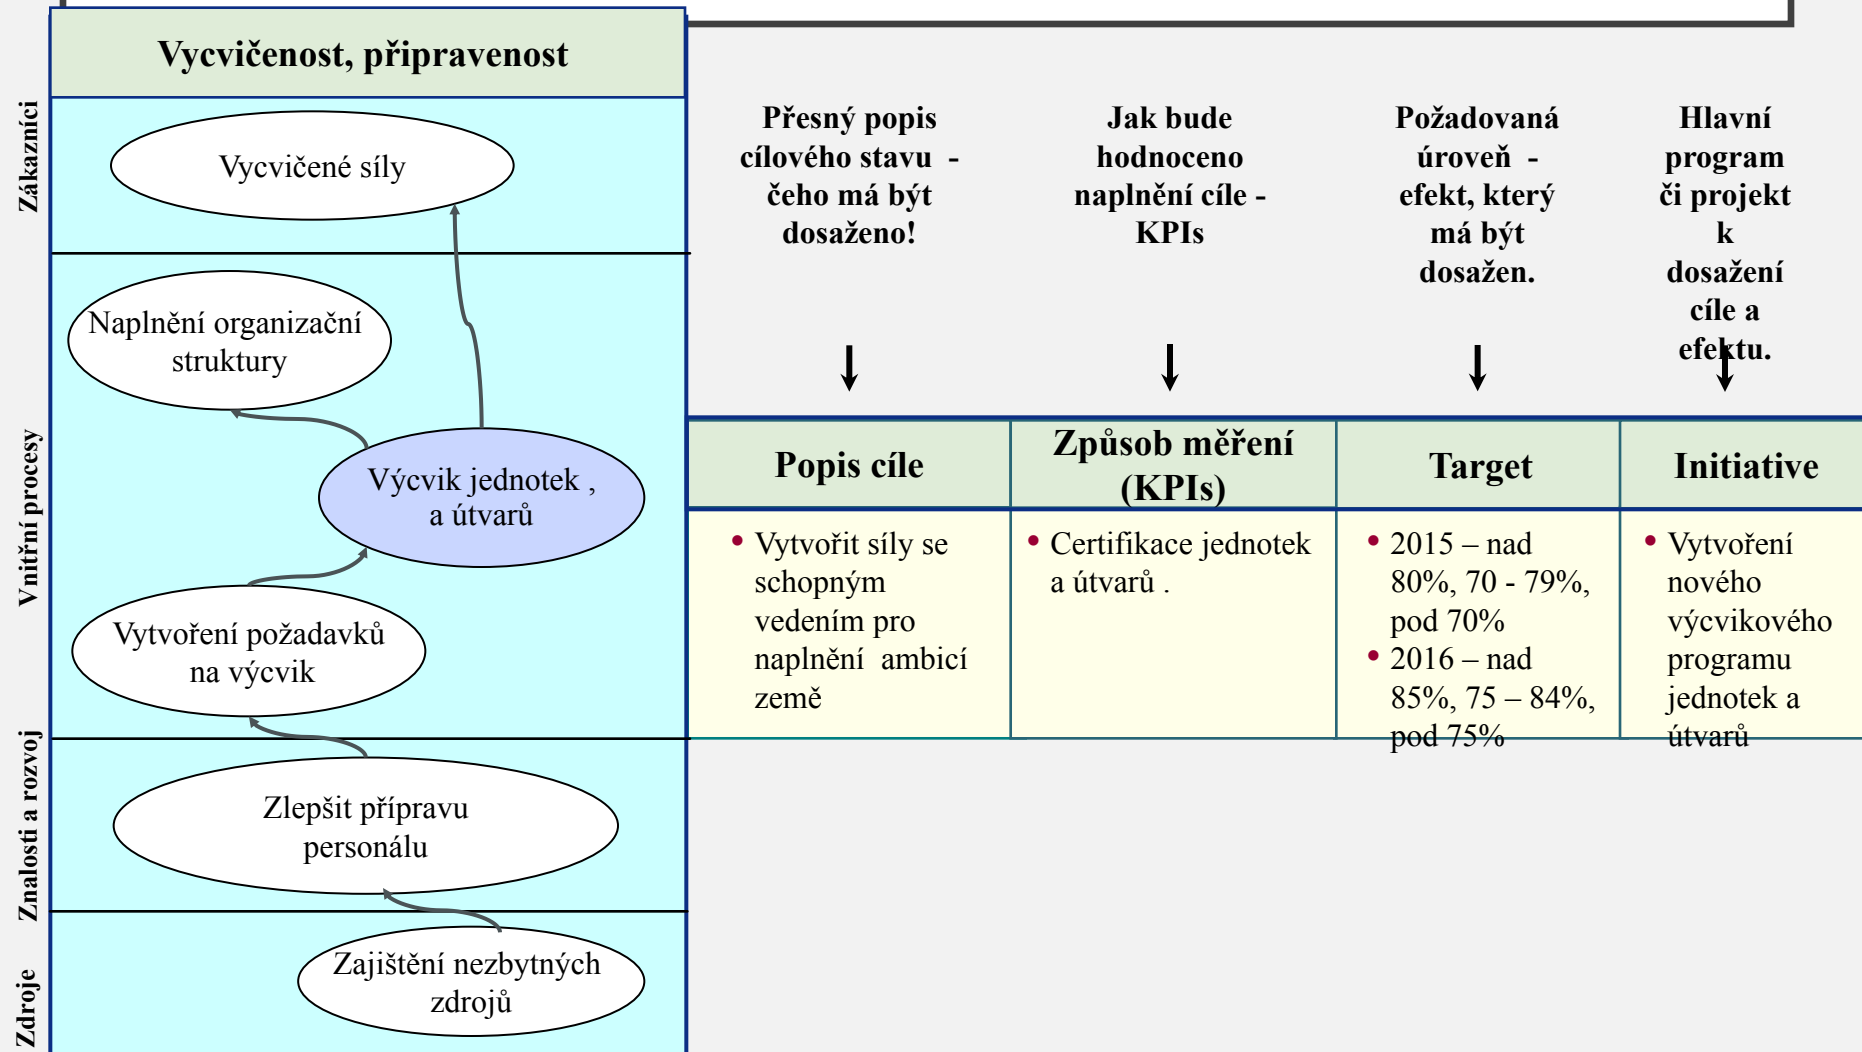 Vycvičenost, připravenost
Zákazníci
Vycvičené síly
Naplnění organizační
struktury
Vnitřní procesy
Výcvik jednotek ,
a útvarů
Vytvoření požadavků
na výcvik
Znalosti a rozvoj
Zlepšit přípravu
personálu
Zdroje
Zajištění nezbytných
zdrojů
Přesný popis
cílového stavu -
čeho má být
dosaženo!
Jak bude
hodnoceno
naplnění cíle -
KPIs
Požadovaná
úroveň -
efekt, který
má být
dosažen.
Hlavní
program
či projekt
k
dosažení
cíle a
efektu.
Popis cíle
Způsob měření
(KPIs)
Target
Initiative
• Vytvořit síly se
schopným
vedením pro
naplnění ambicí
země
• Certifikace jednotek
a útvarů .
• 2015 – nad
80%, 70 - 79%,
pod 70%
• 2016 – nad
85%, 75 – 84%,
pod 75%
• Vytvoření
nového
výcvikového
programu
jednotek a
útvarů